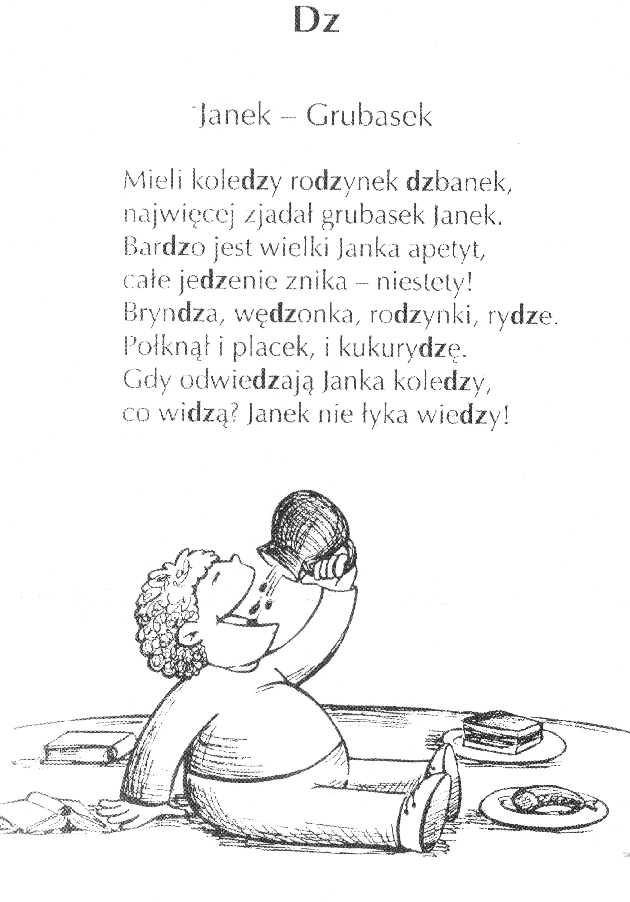 Dz
Janek – Grubasek
Mieli koledzy rodzynek dzbanek,
najwięcej zjadał grubasek Janek.
Bardzo jest wielki Janka apetyt,
całe jedzenie znika – niestety!
Bryndza, wędzonka, rodzynki, rydze.
Połknął i placek, i kukurydzę.
Gdy odwiedzają Janka koledzy,
co widzą? Janek nie łyka wiedzy!